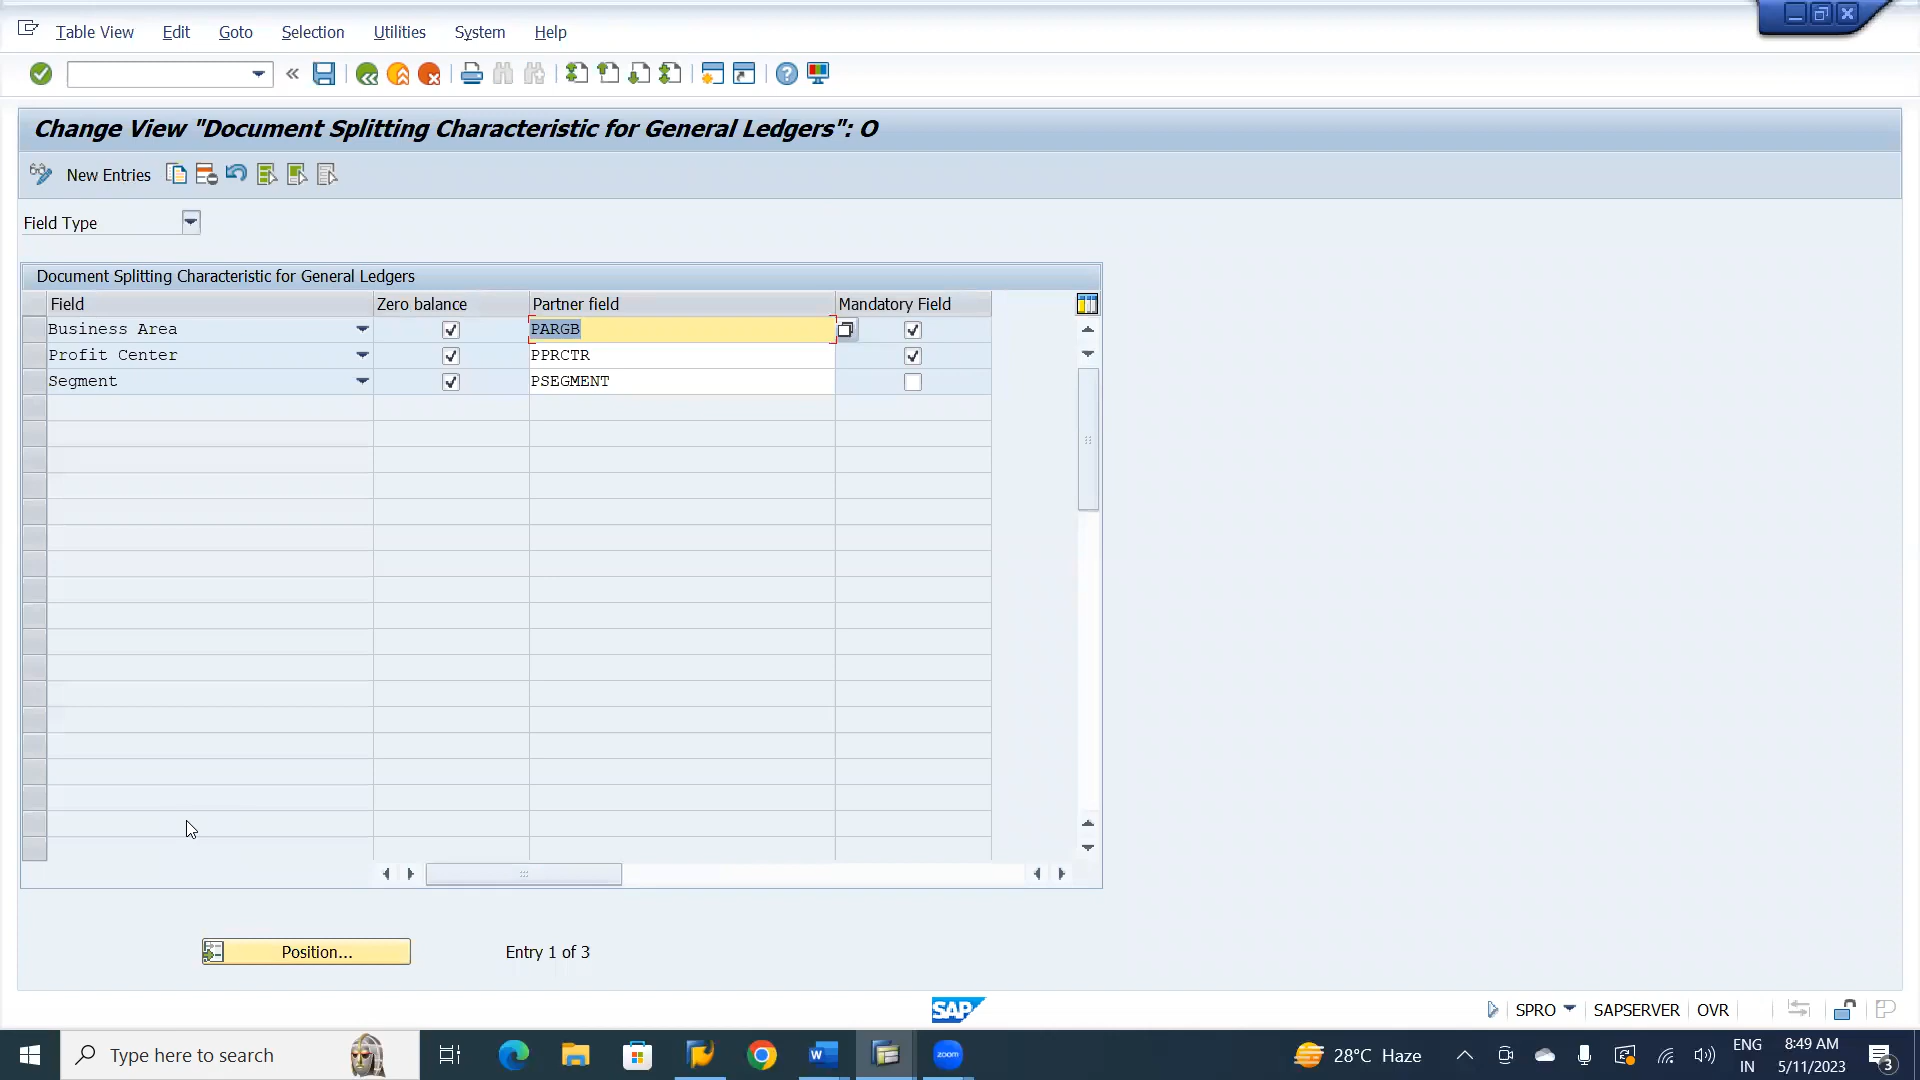 Table View Edit Goto Selection Utilities System Help
Change View "Document Splitting Characteristic for General Ledgers": O
New Entries
Field Type
Document Splitting Characteristic for General Ledgers
Field Zero balance Partner field Mandatory Field
Business Area PARGB
Profit Center PPRCTR
Segment PSEGMENT
Position... Entry 1 of 3
SAP SPRO SAPSERVER OVR
Type here to search
W
zoom
28°C Haze
ENG
IN
8:49 AM
5/11/2023
3